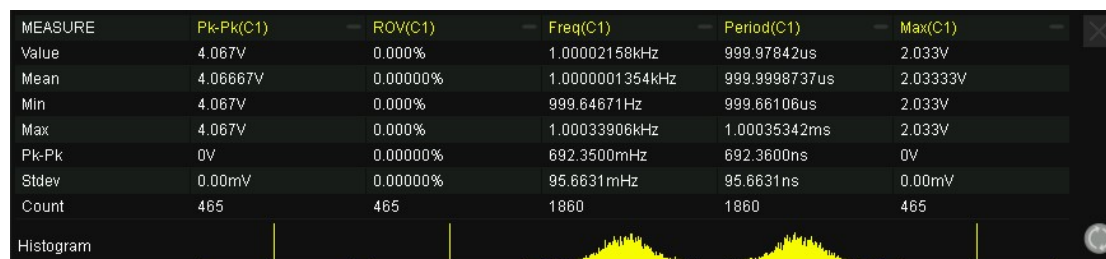 MEASURE Pk-Pk(C1) ROV(C1) Freq(C1) Period(C1) Max(C1)
Value 4.067V 0.000% 1.00002158kHz 999.97842us 2.033V
Mean 4.06667V 0.00000% 1.0000001354kHz 999.9998737us 2.03333V
Min 4.067V 0.000% 999.64671Hz 999.66106us 2.033V
Max 4.067V 0.000% 1.00033906kHz 1.00035342ms 2.033V
Pk-Pk 0V 0.00000% 692.3500mHz 692.3600ns 0V
Stdev 0.00mV 0.00000% 95.6631mHz 95.6631ns 0.00mV
Count 465 465 1860 1860 465
Histogram